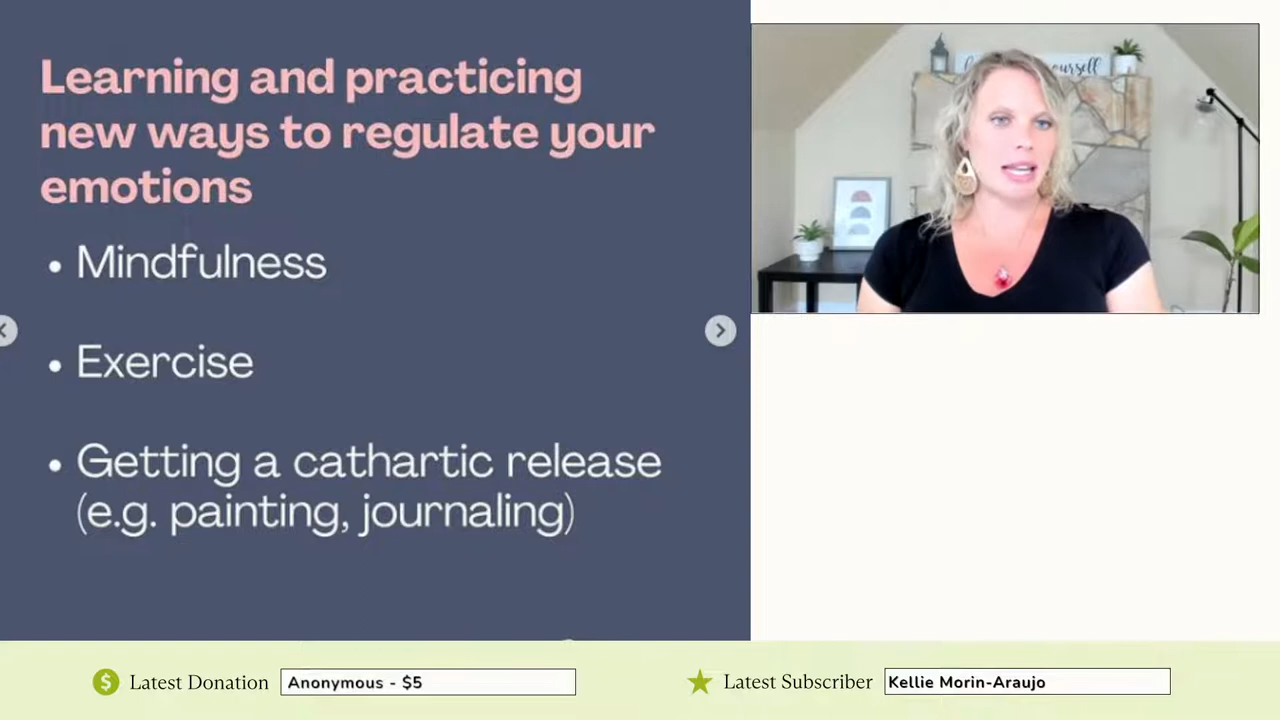 Learning and practicing
new ways to regulate your
emotions
• Mindfulness
• Exercise
• Getting a cathartic release
(e.g. painting, journaling)
Latest Donation Anonymous - $5
Latest Subscriber Kellie Morin-Araujo